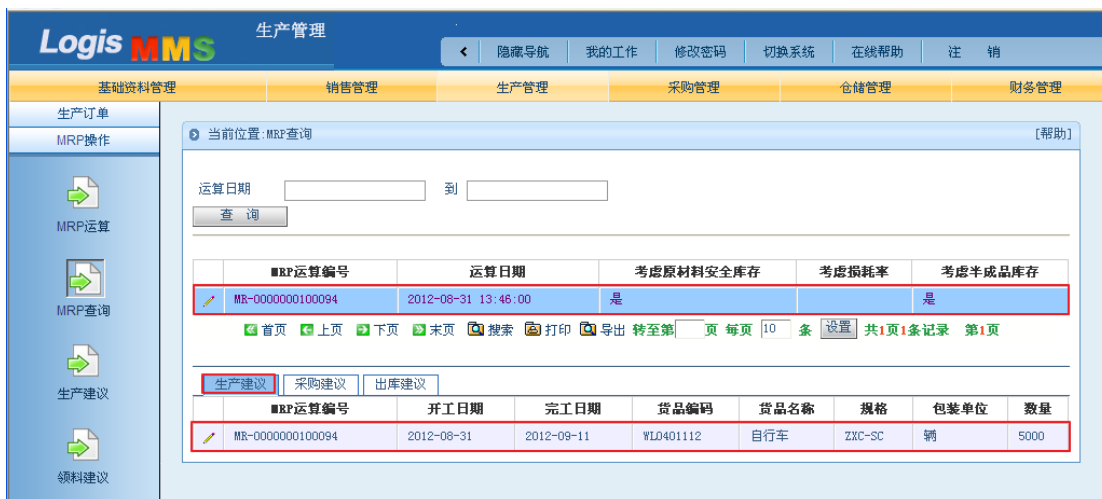 Logis MMS 生产管理
隐藏导航 我的工作 修改密码 切换系统 在线帮助 注 销
基础资料管理 销售管理 生产管理 采购管理 仓储管理 财务管理
生产订单
MRP操作
MRP运算
MRP查询
生产建议
领料建议
当前位置:MRP查询 [帮助]
运算日期 到
查 询
MRP运算编号 运算日期 考虑原材料安全库存 考虑损耗率 考虑半成品库存
MR-0000000100094 2012-08-31 13:46:00 是 是
首页 上页 下页 末页 搜索 打印 导出 转至第 页 每页 10 条 设置 共1页1条记录 第1页
生产建议 采购建议 出库建议
MRP运算编号 开工日期 完工日期 货品编码 货品名称 规格 包装单位 数量
MR-0000000100094 2012-08-31 2012-09-11 WL0401112 自行车 ZXC-SC 辆 5000